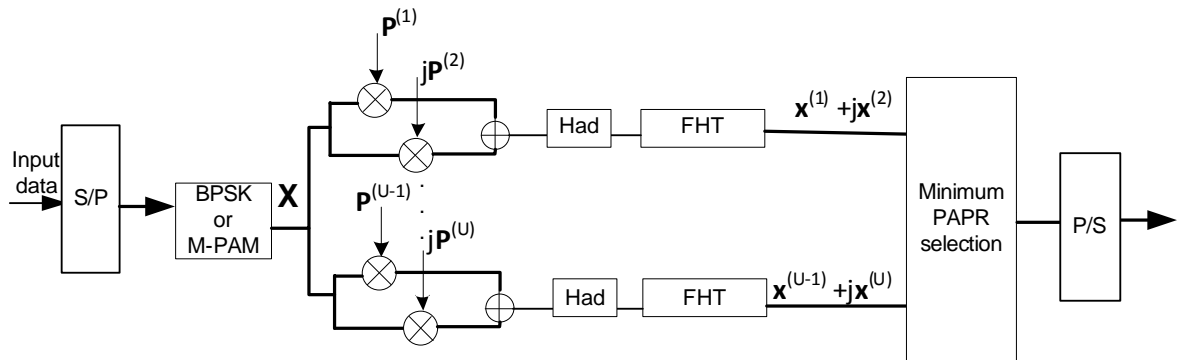 P(1)
jP(2)
Input
data
S/P
BPSK
or
M-PAM
X
Had
FHT
x(1) +jx(2)
P(U-1)
jP(U)
Had
FHT
x(U-1) +jx(U)
Minimum
PAPR
selection
P/S